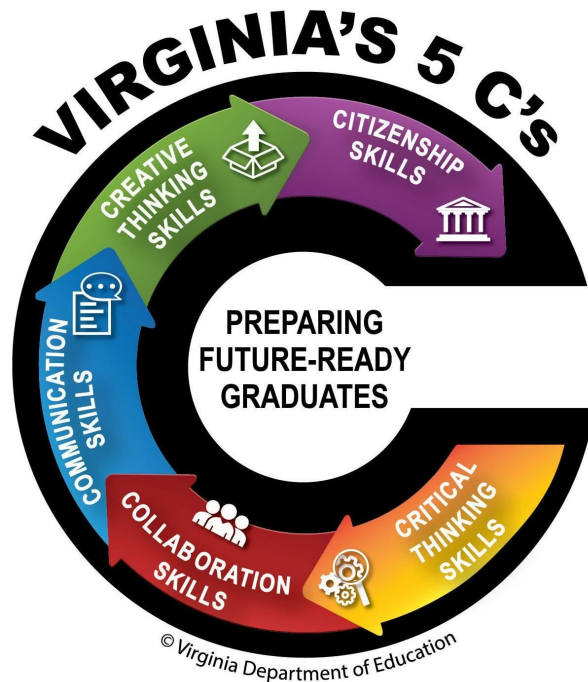 VIRGINIA'S 5 C's
CREATIVE
THINKING
SKILLS
CITIZENSHIP
SKILLS
COMMUNICATION
SKILLS
PREPARING
FUTURE-READY
GRADUATES
COLLABORATION
SKILLS
CRITICAL
THINKING
SKILLS
© Virginia Department of Education